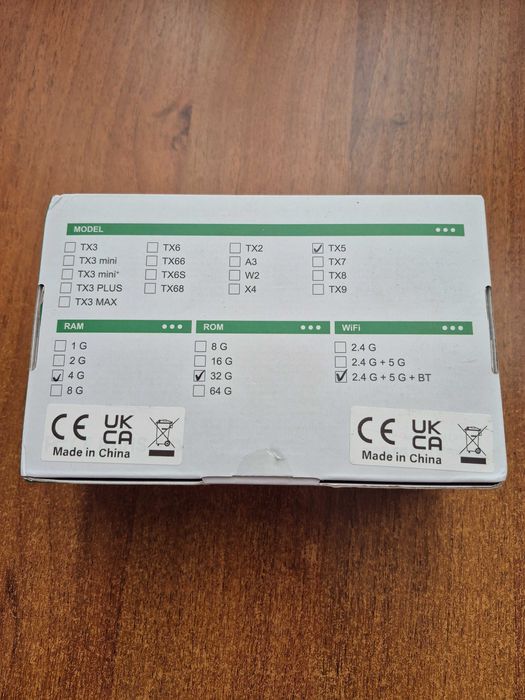 MODEL
TX3 TX6 TX2 TX5
TX3 mini TX66 A3 TX7
TX3 mini+ TX6S W2 TX8
TX3 PLUS TX68 X4 TX9
TX3 MAX
RAM ROM WiFi
1 G 8 G 2.4 G
2 G 16 G 2.4 G + 5 G
4 G 32 G 2.4 G + 5 G + BT
8 G 64 G
CE UK CA
Made in China
CE UK CA
Made in China